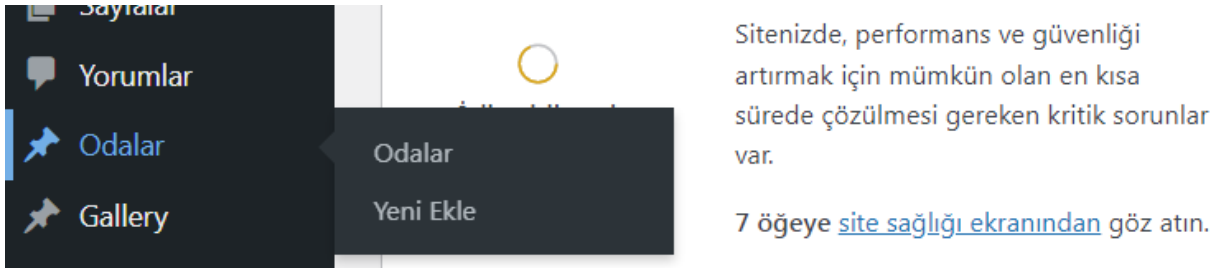 Sayfalar
Yorumlar
Odalar
Gallery
Odalar
Yeni Ekle
Sitenizde, performans ve güvenliği
artırmak için mümkün olan en kısa
sürede çözülmesi gereken kritik sorunlar
var.
7 öğeye site sağlığı ekranından göz atın.